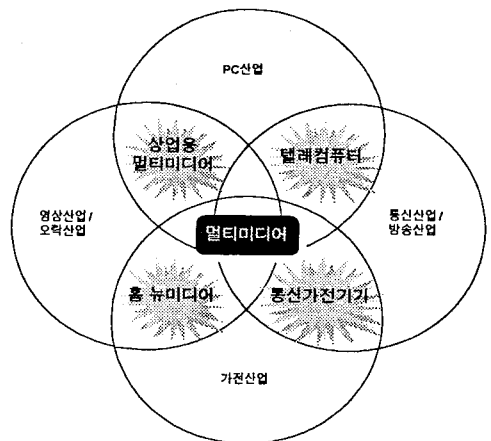 PC산업
상업용
멀티미디어
탤레컴퓨터
영상산업/
오락산업
통신산업/
방송산업
멀티미디어
홈 뉴미디어
통신가전기기
가전산업